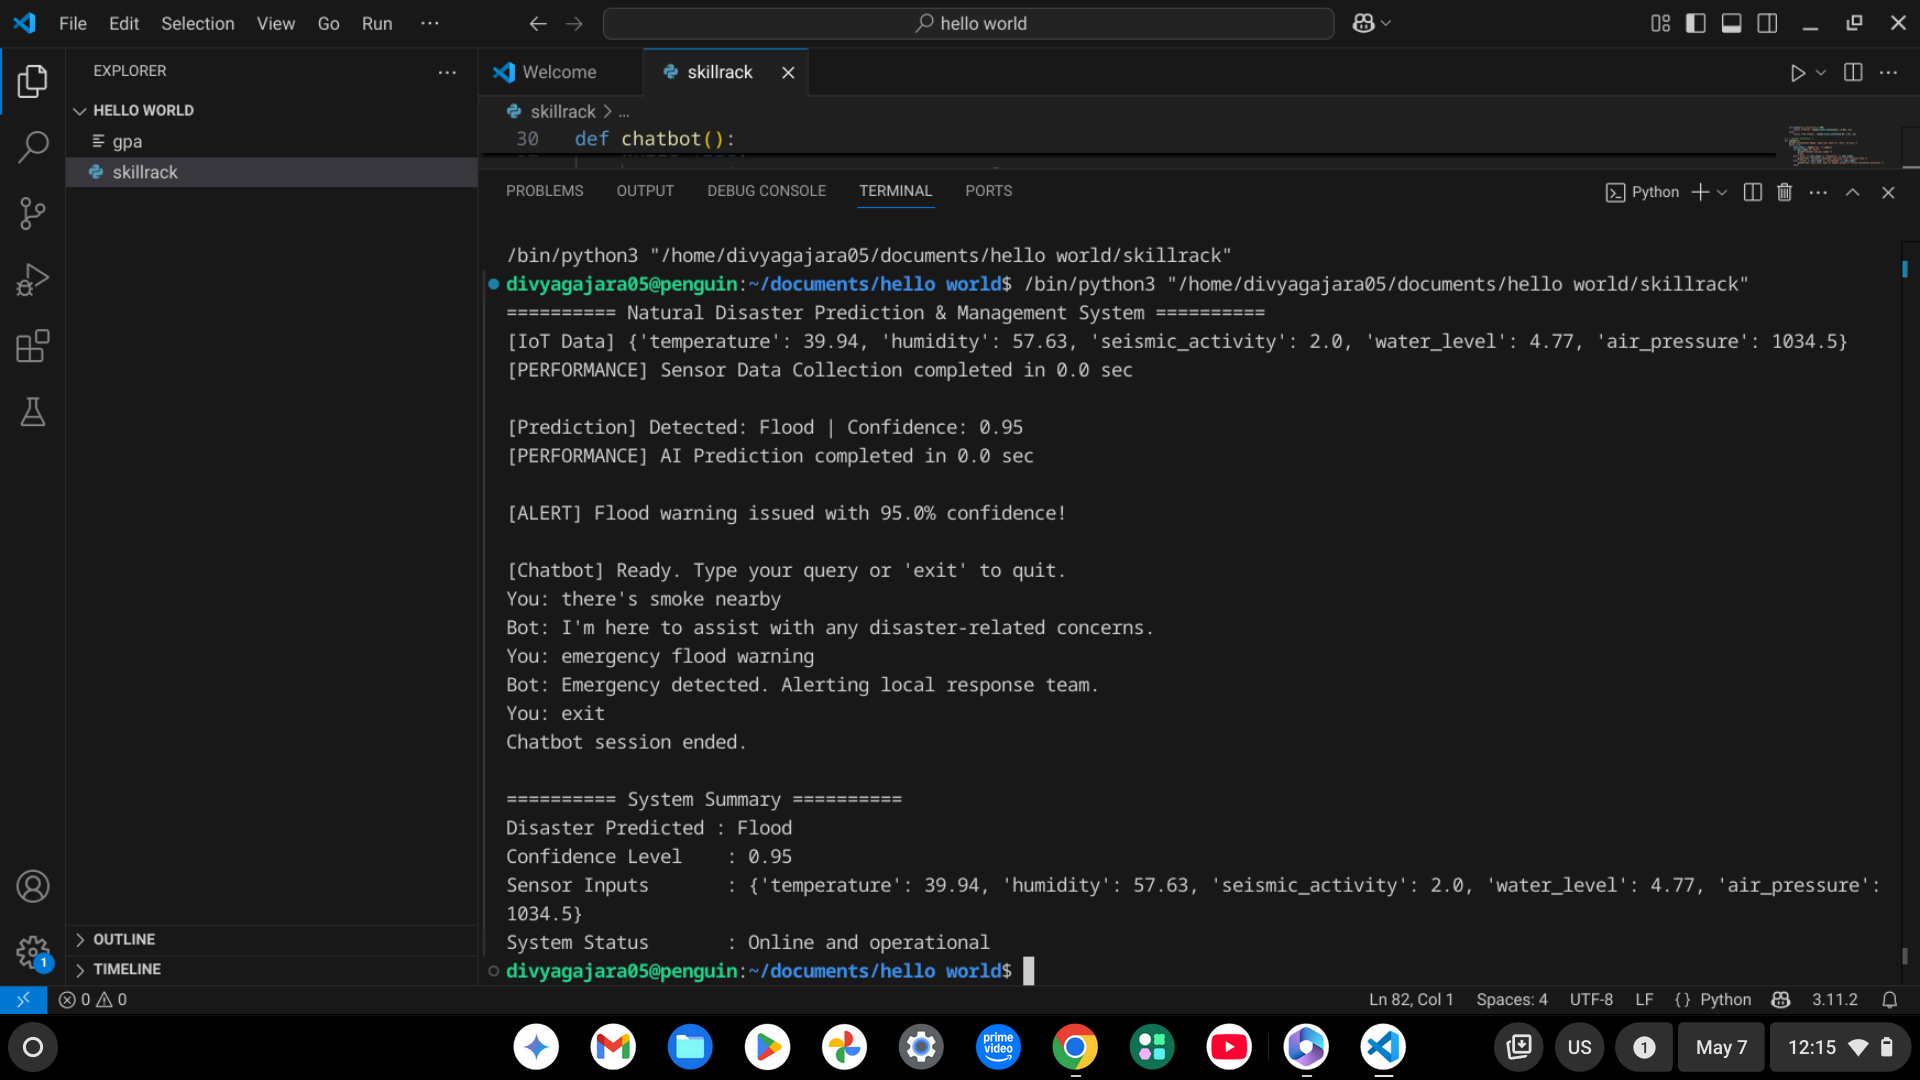 File Edit Selection View Go Run ···
hello world
EXPLORER
HELLO WORLD
gpa
skillrack
Welcome
skillrack
skillrack > ...
30 def chatbot():
PROBLEMS OUTPUT DEBUG CONSOLE TERMINAL PORTS
Python
/bin/python3 "/home/divyagajara05/documents/hello world/skillrack"
divyagajara05@penguin:~/documents/hello world$ /bin/python3 "/home/divyagajara05/documents/hello world/skillrack"
========== Natural Disaster Prediction & Management System ==========
[IoT Data] {'temperature': 39.94, 'humidity': 57.63, 'seismic_activity': 2.0, 'water_level': 4.77, 'air_pressure': 1034.5}
[PERFORMANCE] Sensor Data Collection completed in 0.0 sec
[Prediction] Detected: Flood | Confidence: 0.95
[PERFORMANCE] AI Prediction completed in 0.0 sec
[ALERT] Flood warning issued with 95.0% confidence!
[Chatbot] Ready. Type your query or 'exit' to quit.
You: there's smoke nearby
Bot: I'm here to assist with any disaster-related concerns.
You: emergency flood warning
Bot: Emergency detected. Alerting local response team.
You: exit
Chatbot session ended.
========== System Summary ==========
Disaster Predicted : Flood
Confidence Level : 0.95
Sensor Inputs : {'temperature': 39.94, 'humidity': 57.63, 'seismic_activity': 2.0, 'water_level': 4.77, 'air_pressure':
1034.5}
System Status : Online and operational
divyagajara05@penguin:~/documents/hello world$
OUTLINE
TIMELINE
1
0 0
Ln 82, Col 1 Spaces: 4 UTF-8 LF {} Python 3.11.2
prime video
US
1
May 7
12:15